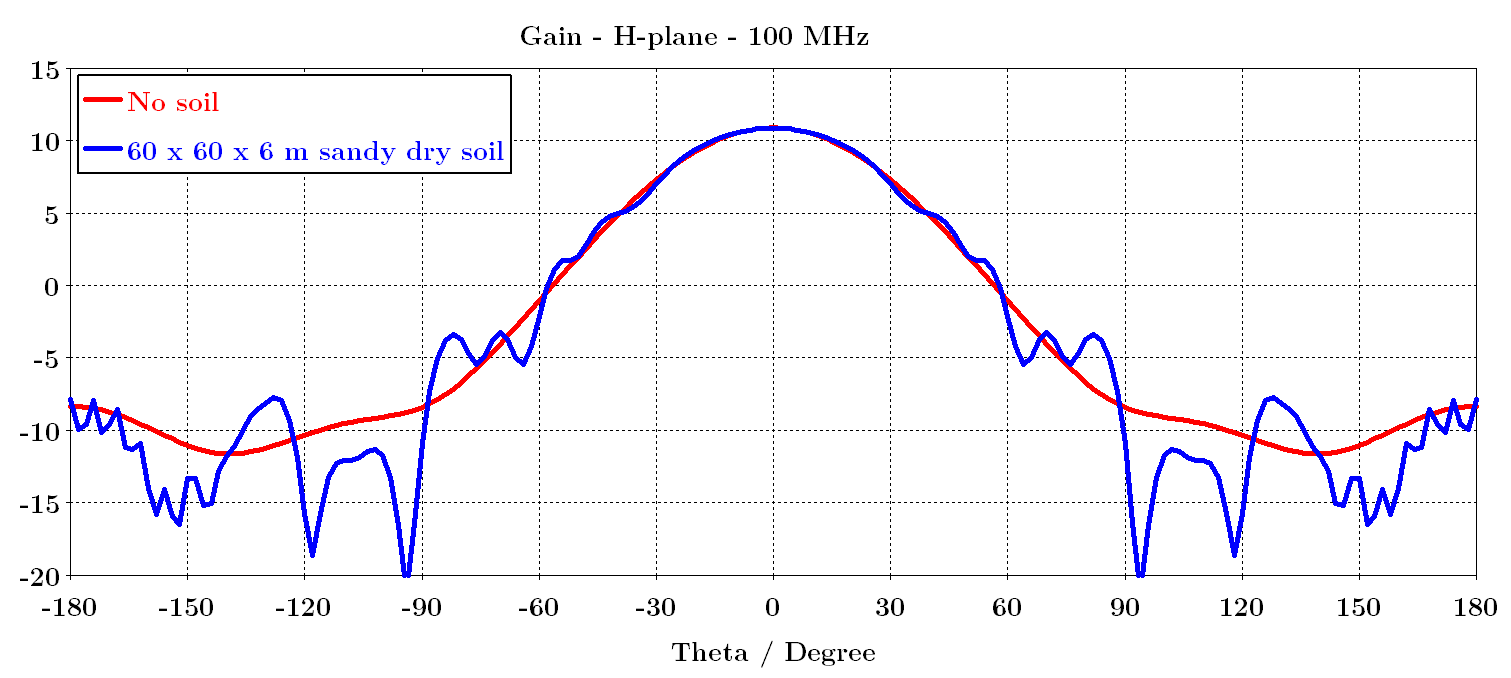 Gain - H-plane - 100 MHz
15
No soil
10
60 x 60 x 6 m sandy dry soil
5
0
-5
-10
-15
-20
-180 -150 -120 -90 -60 -30 0 30 60 90 120 150 180
Theta / Degree